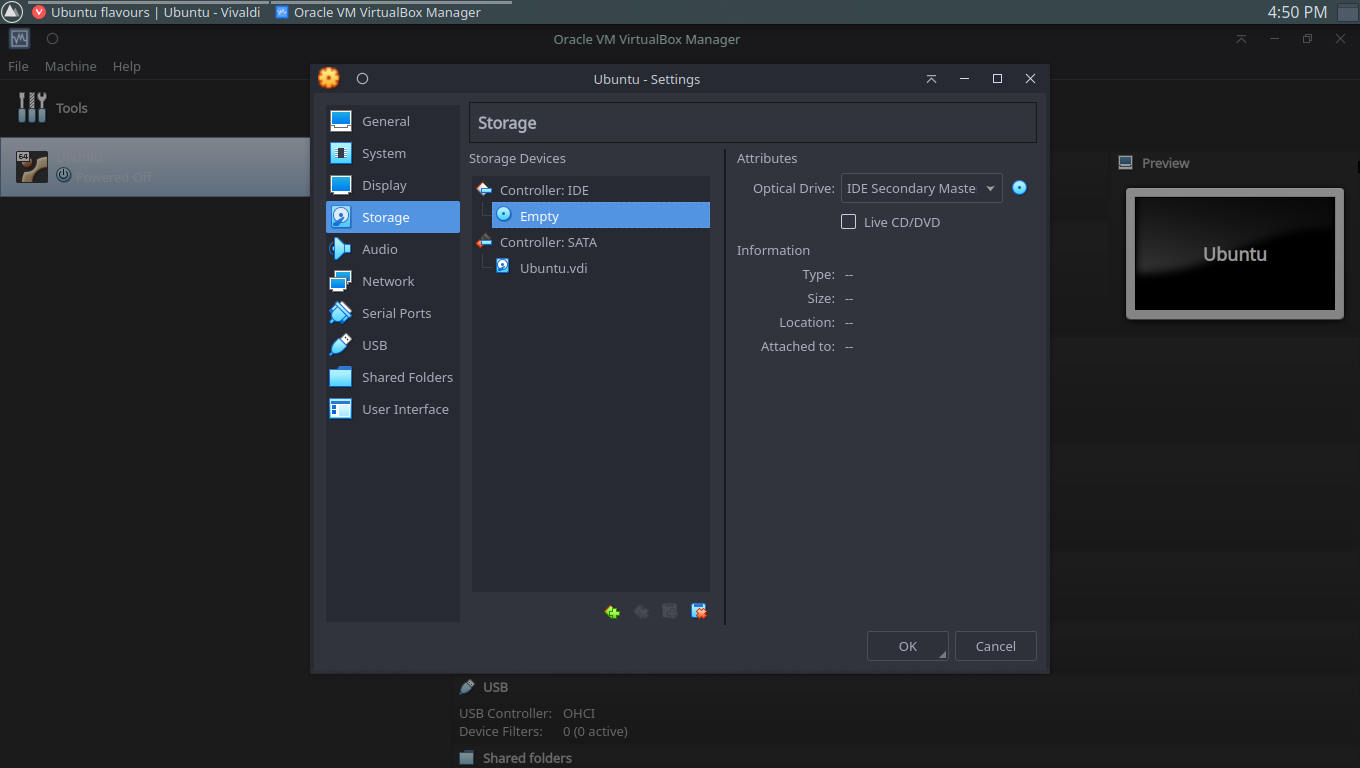 Ubuntu flavours | Ubuntu - Vivaldi
Oracle VM VirtualBox Manager
4:50 PM
Oracle VM VirtualBox Manager
File Machine Help
Tools
64
Ubuntu
Powered Off
Ubuntu - Settings
General
System
Display
Storage
Audio
Network
Serial Ports
USB
Shared Folders
User Interface
Storage
Storage Devices
Controller: IDE
Empty
Controller: SATA
Ubuntu.vdi
Attributes
Optical Drive: IDE Secondary Maste
Live CD/DVD
Information
Type: --
Size: --
Location: --
Attached to: --
OK
Cancel
Preview
Ubuntu
USB
USB Controller: OHCI
Device Filters: 0 (0 active)
Shared folders